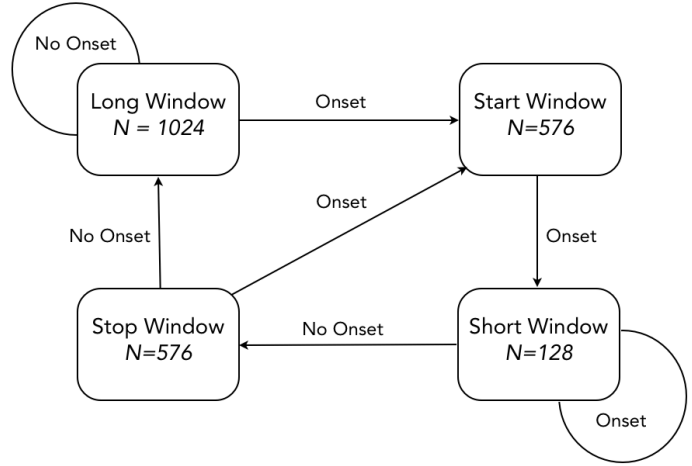 No Onset
Long Window
N = 1024
Onset
Start Window
N=576
Onset
No Onset
Onset
Stop Window
N=576
No Onset
Short Window
N=128
Onset